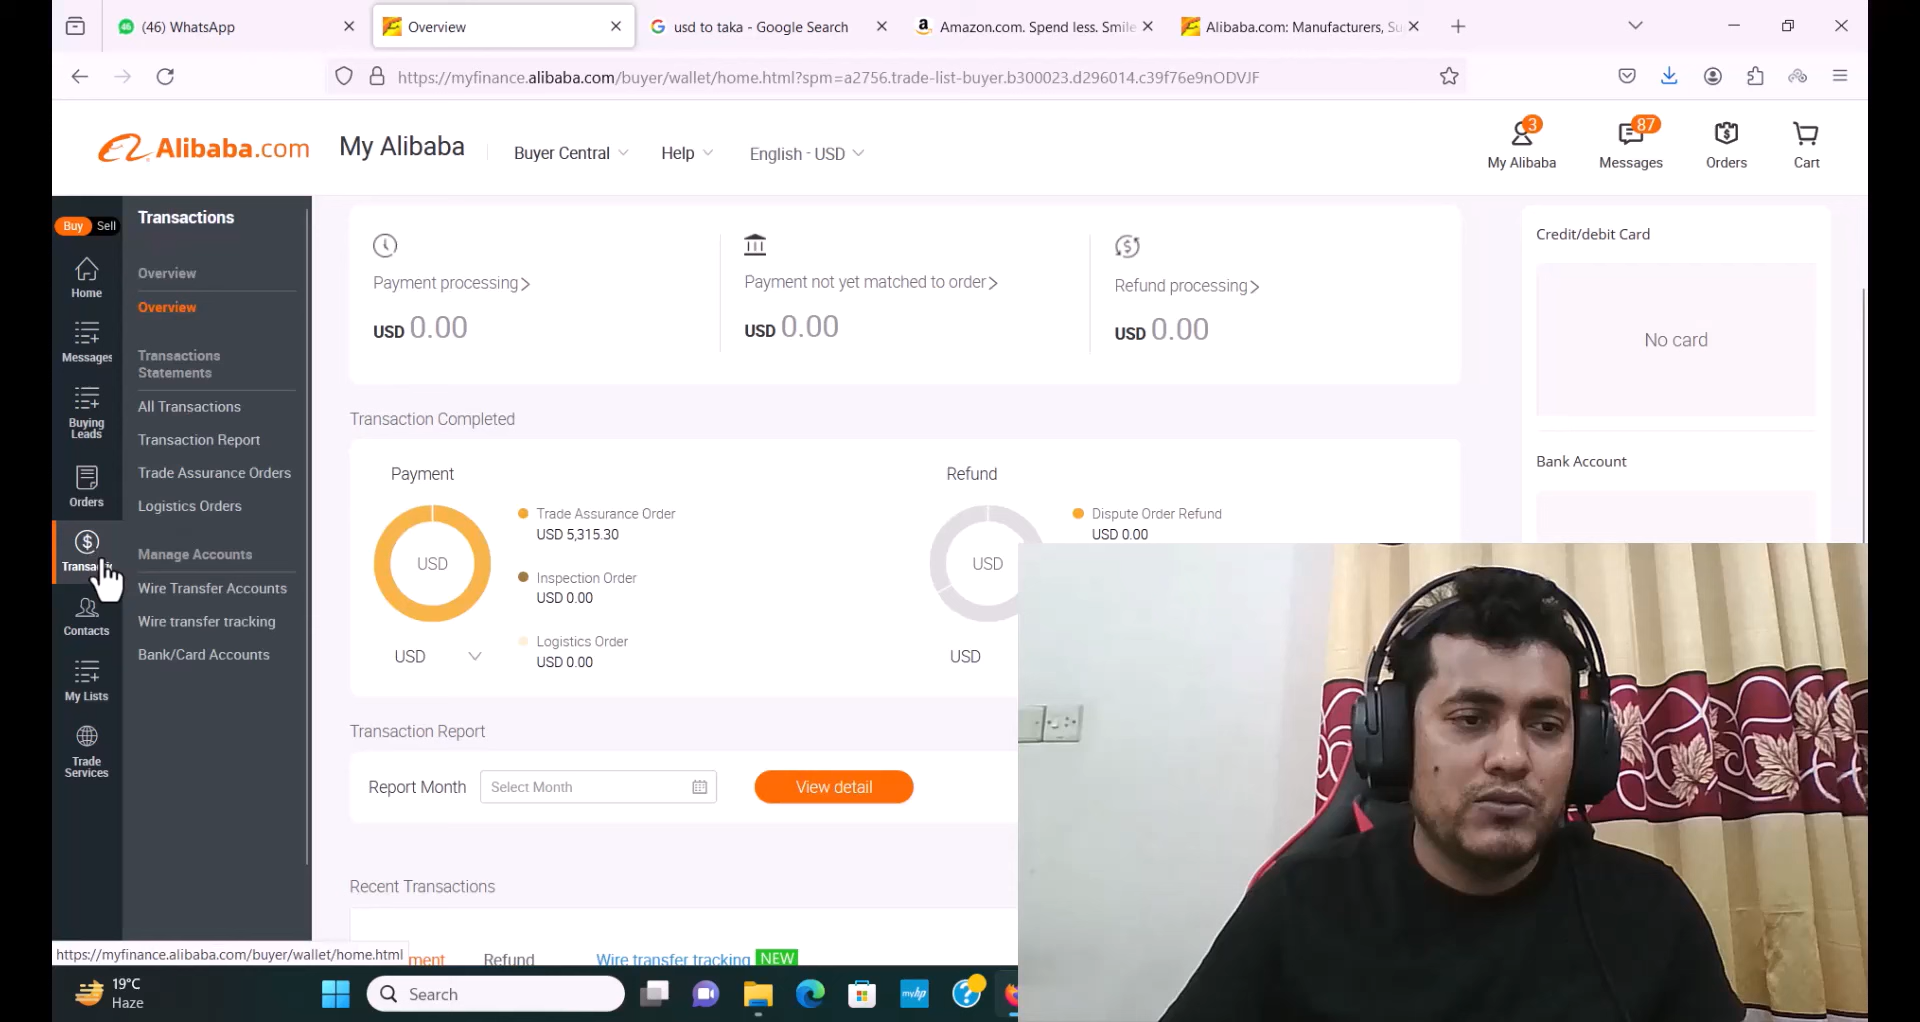 (46) WhatsApp
Overview
usd to taka - Google Search
Amazon.com. Spend less. Smile
Alibaba.com: Manufacturers, Su
https://myfinance.alibaba.com/buyer/wallet/home.html?spm=a2756.trade-list-buyer.b300023.d296014.c39f76e9nODVJF
Alibaba.com
My Alibaba
Buyer Central
Help
English - USD
3
My Alibaba
87
Messages
Orders
Cart
Buy
Sell
Home
Messages
Buying
Leads
Orders
Transacti
Contacts
My Lists
Trade
Services
Transactions
Overview
Overview
Transactions
Statements
All Transactions
Transaction Report
Trade Assurance Orders
Logistics Orders
Manage Accounts
Wire Transfer Accounts
Wire transfer tracking
Bank/Card Accounts
Payment processing
USD 0.00
Payment not yet matched to order
USD 0.00
Refund processing
USD 0.00
Transaction Completed
Payment
USD
Trade Assurance Order
USD 5,315.30
Inspection Order
USD 0.00
Logistics Order
USD 0.00
USD
Refund
USD
Dispute Order Refund
USD 0.00
USD
Transaction Report
Report Month
Select Month
View detail
Recent Transactions
ment
Refund
Wire transfer tracking
NEW
Credit/debit Card
No card
Bank Account
https://myfinance.alibaba.com/buyer/wallet/home.html
19°C
Haze
Search
myhp